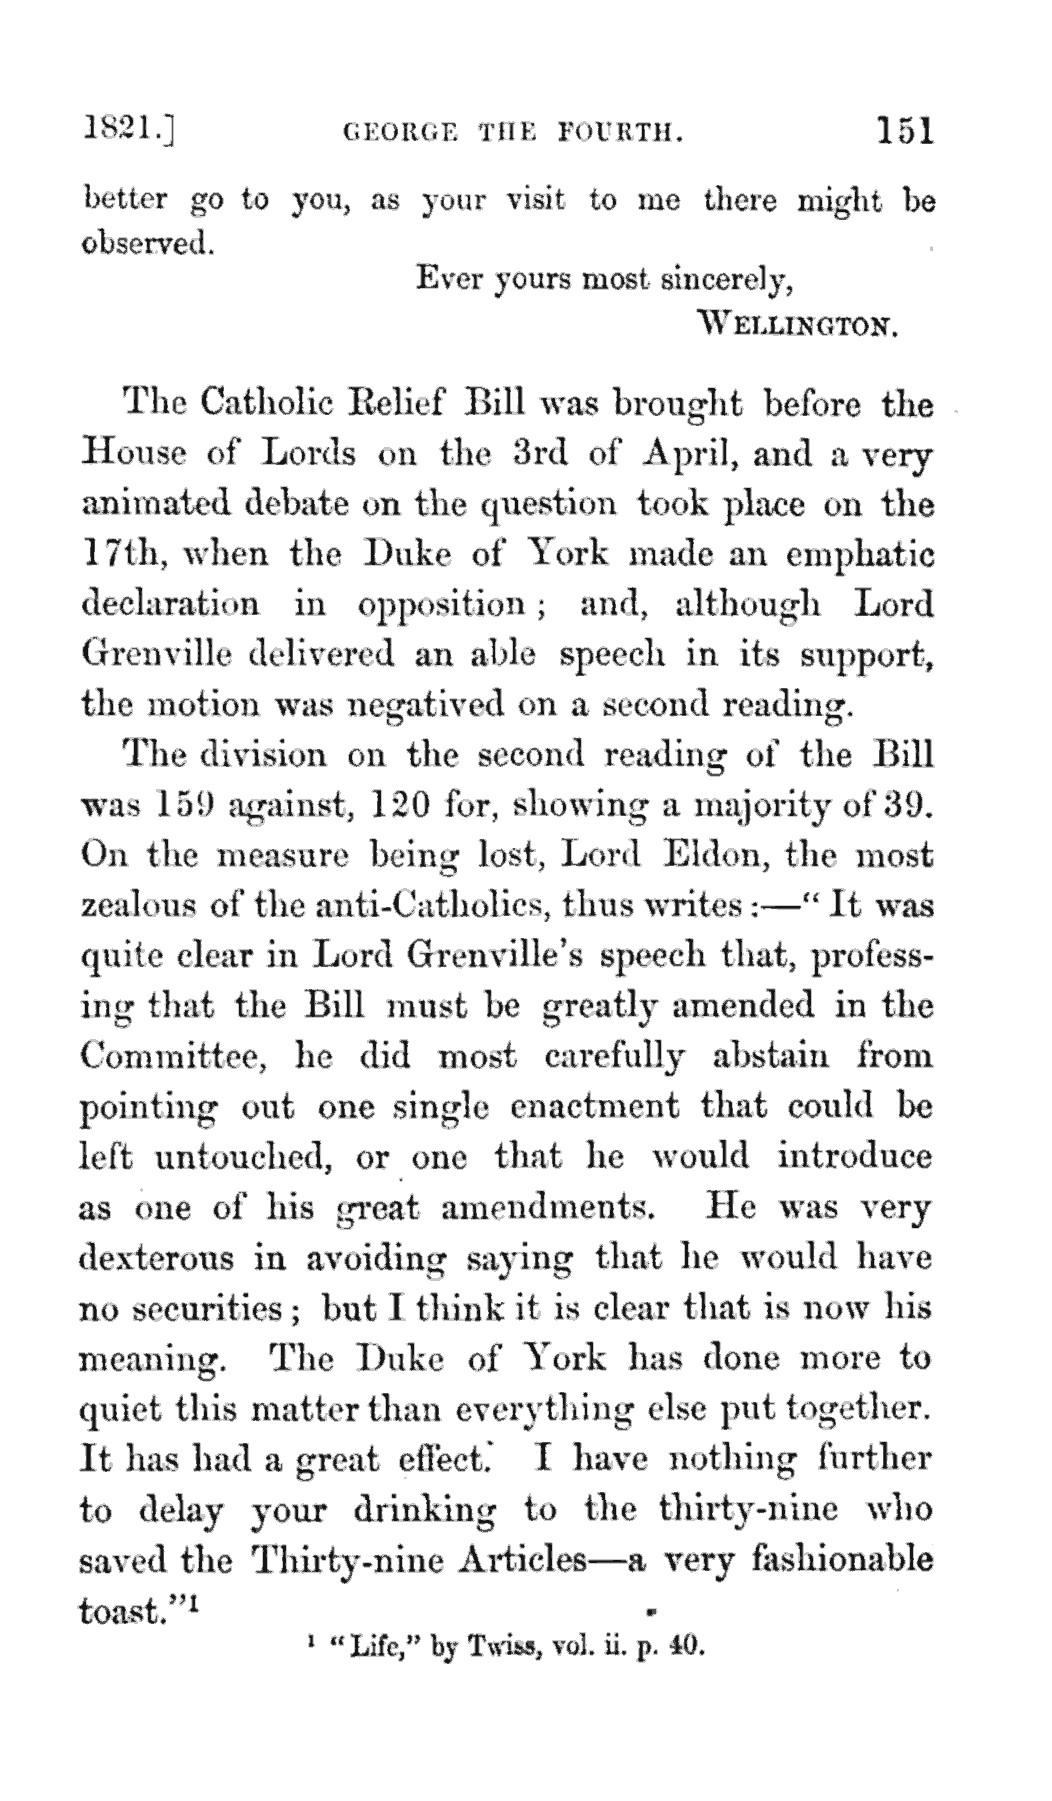 1821.] GEORGE THE FOURTH. 151
better go to you, as your visit to me there might be
observed.
Ever yours most sincerely,
WELLINGTON.
The Catholic Relief Bill was brought before the
House of Lords on the 3rd of April, and a very
animated debate on the question took place on the
17th, when the Duke of York made an emphatic
declaration in opposition; and, although Lord
Grenville delivered an able speech in its support,
the motion was negatived on a second reading.
The division on the second reading of the Bill
was 159 against, 120 for, showing a majority of 39.
On the measure being lost, Lord Eldon, the most
zealous of the anti-Catholics, thus writes:—“It was
quite clear in Lord Grenville’s speech that, profess-
ing that the Bill must be greatly amended in the
Committee, he did most carefully abstain from
pointing out one single enactment that could be
left untouched, or one that he would introduce
as one of his great amendments. He was very
dexterous in avoiding saying that he would have
no securities; but I think it is clear that is now his
meaning. The Duke of York has done more to
quiet this matter than everything else put together.
It has had a great effect. I have nothing further
to delay your drinking to the thirty-nine who
saved the Thirty-nine Articles—a very fashionable
toast.”¹
¹ “Life,” by Twiss, vol. ii. p. 40.